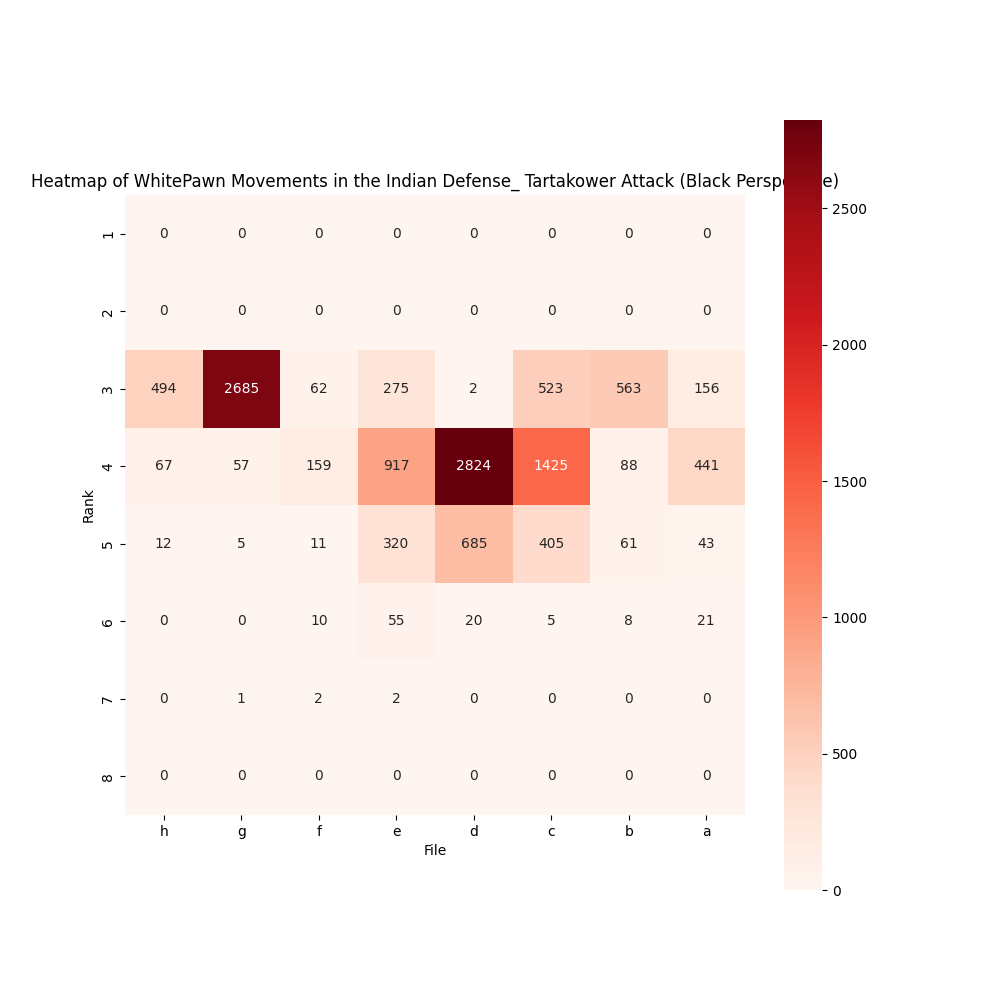 Heatmap of WhitePawn Movements in the Indian Defense_ Tartakower Attack (Black Persp e)
1 0 0 0 0 0 0 0 0
2 0 0 0 0 0 0 0 0
3 494 2685 62 275 2 523 563 156
4 67 57 159 917 2824 1425 88 441
5 12 5 11 320 685 405 61 43
6 0 0 10 55 20 5 8 21
7 0 1 2 2 0 0 0 0
8 0 0 0 0 0 0 0 0
h g f e d c b a
File
Rank
2500
2000
1500
1000
500
0